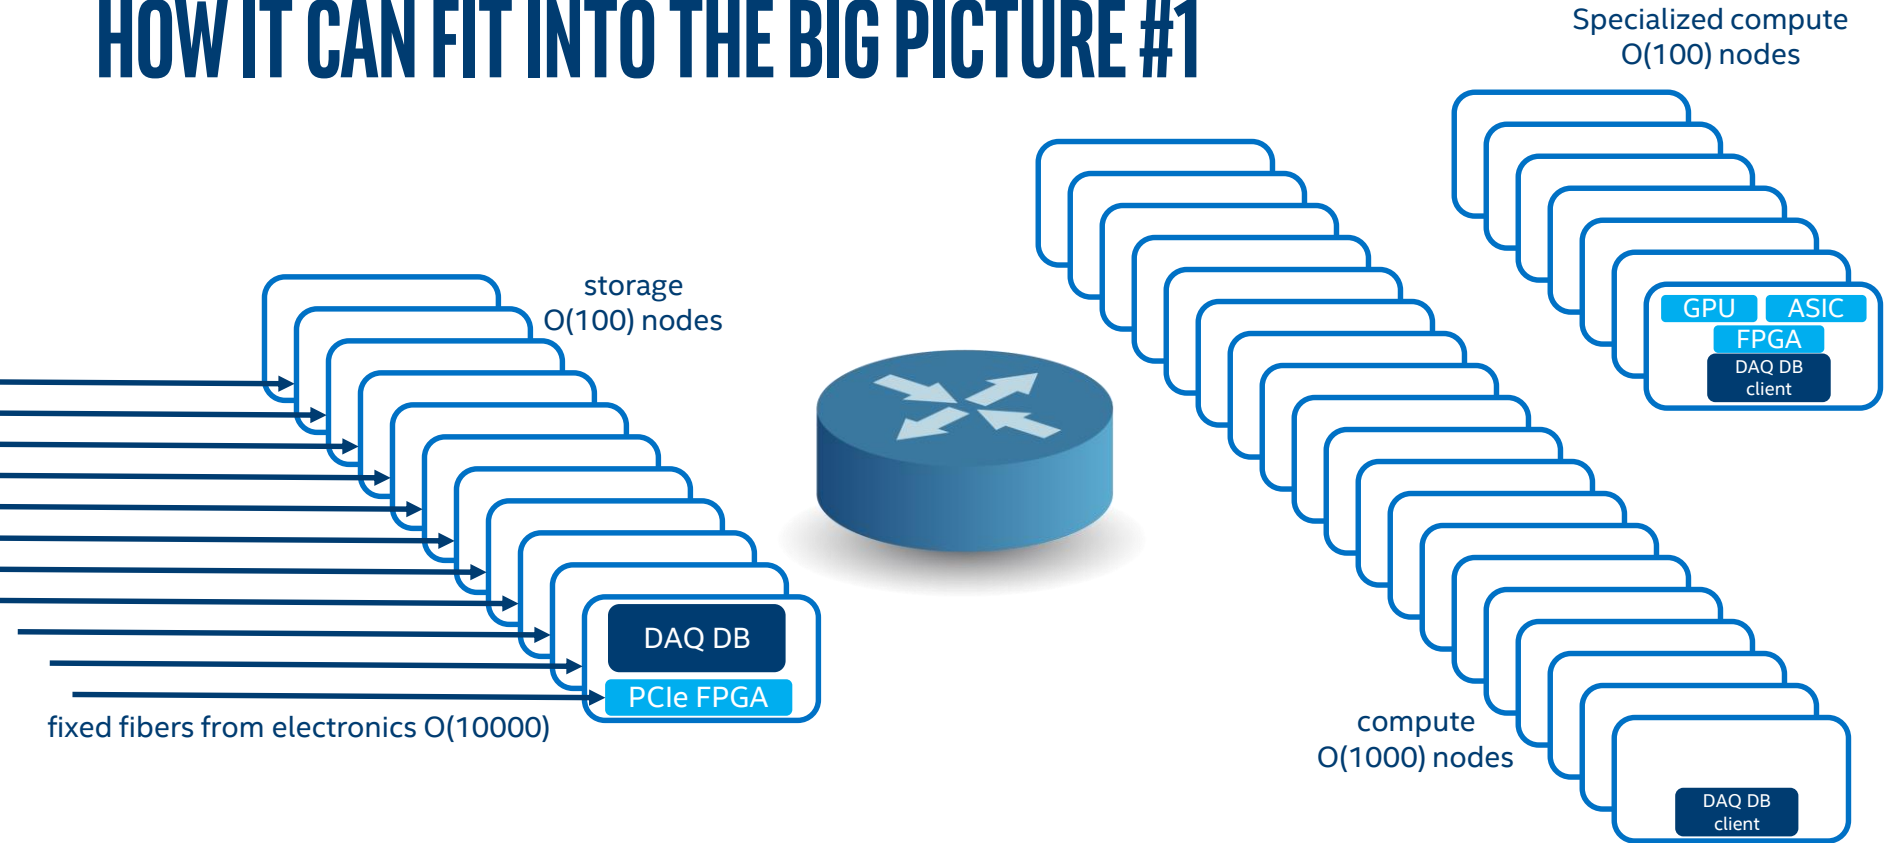 HOW IT CAN FIT INTO THE BIG PICTURE #1
Specialized compute
O(100) nodes
storage
O(100) nodes
GPU
ASIC
FPGA
DAQ DB
client
DAQ DB
PCIe FPGA
fixed fibers from electronics O(10000)
compute
O(1000) nodes
DAQ DB
client